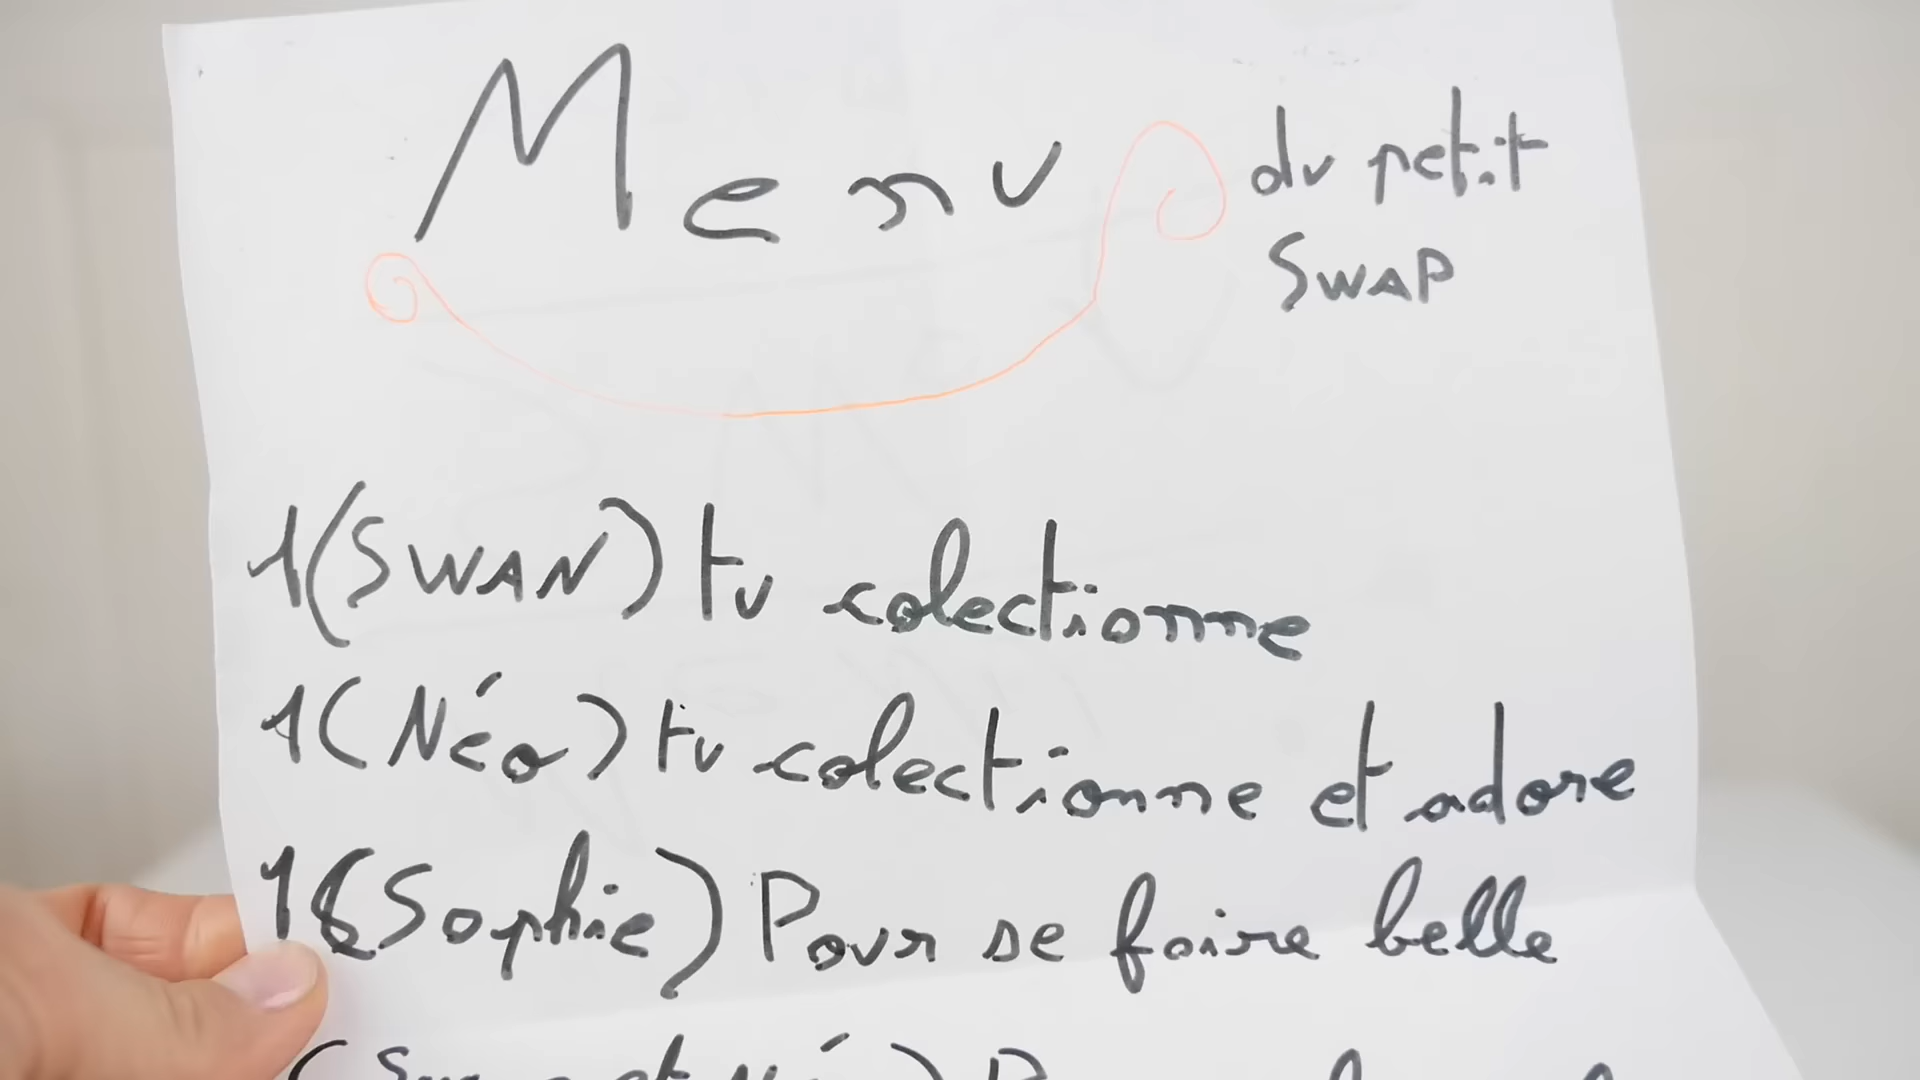 Menu
du petit
SWAP
1(SWAN) tu colectionne
1(Néo) tu colectionne et adore
1(Sophie) Pour se faire belle